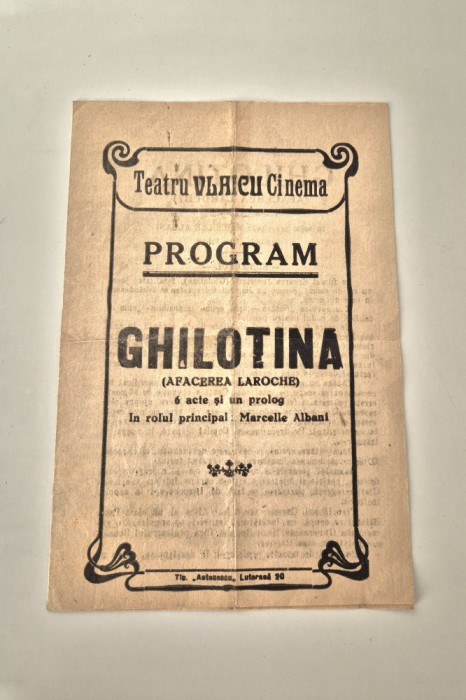 Teatru VLAICU Cinema
PROGRAM
GHILOTINA
(AFACEREA LAROCHE)
6 acte și un prolog
In rolul principal: Marcelle Albani
Tip. „Antonescu„ Luterană 20